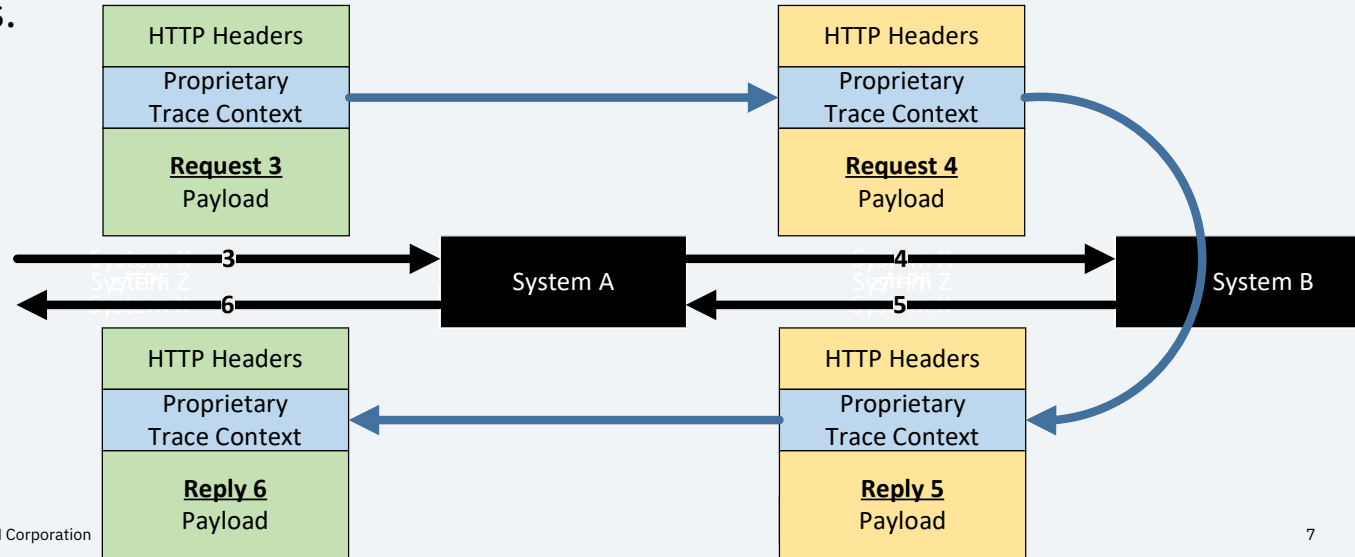 s.
HTTP Headers
Proprietary
Trace Context
Request 3
Payload
HTTP Headers
Proprietary
Trace Context
Request 4
Payload
3
6
System A
4
5
System B
HTTP Headers
Proprietary
Trace Context
Reply 6
Payload
HTTP Headers
Proprietary
Trace Context
Reply 5
Payload
Corporation
7